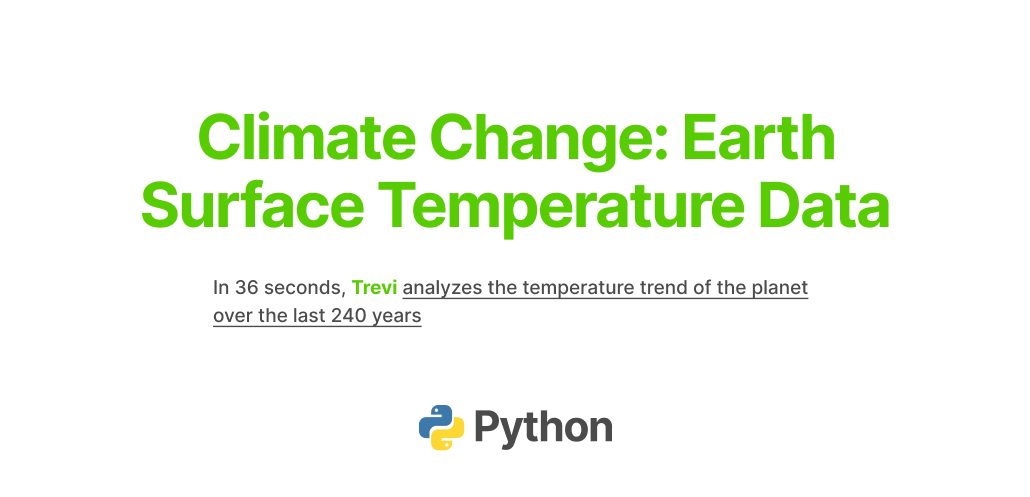 Climate Change: Earth
Surface Temperature Data
In 36 seconds, Trevi analyzes the temperature trend of the planet
over the last 240 years
Python